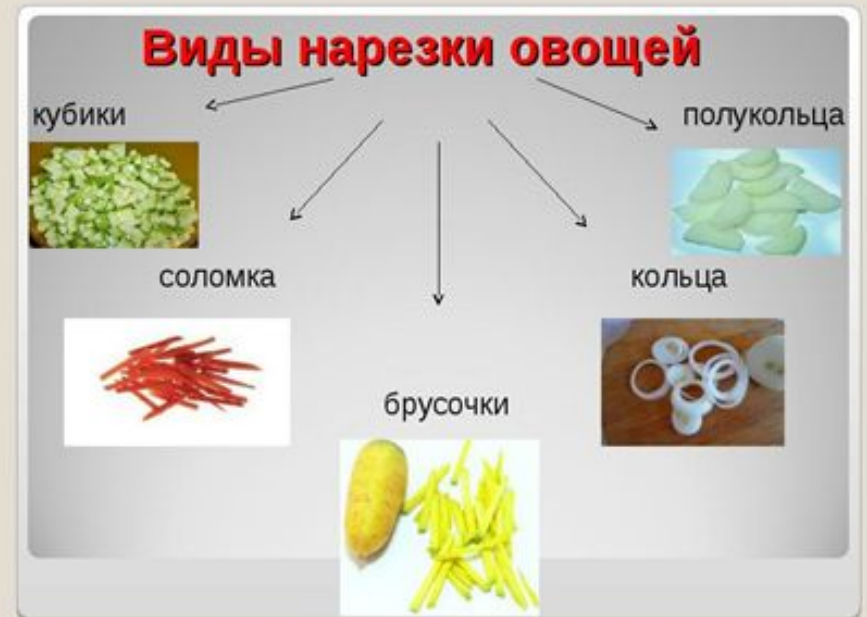 Виды нарезки овощей
кубики
полукольца
соломка
кольца
брусочки